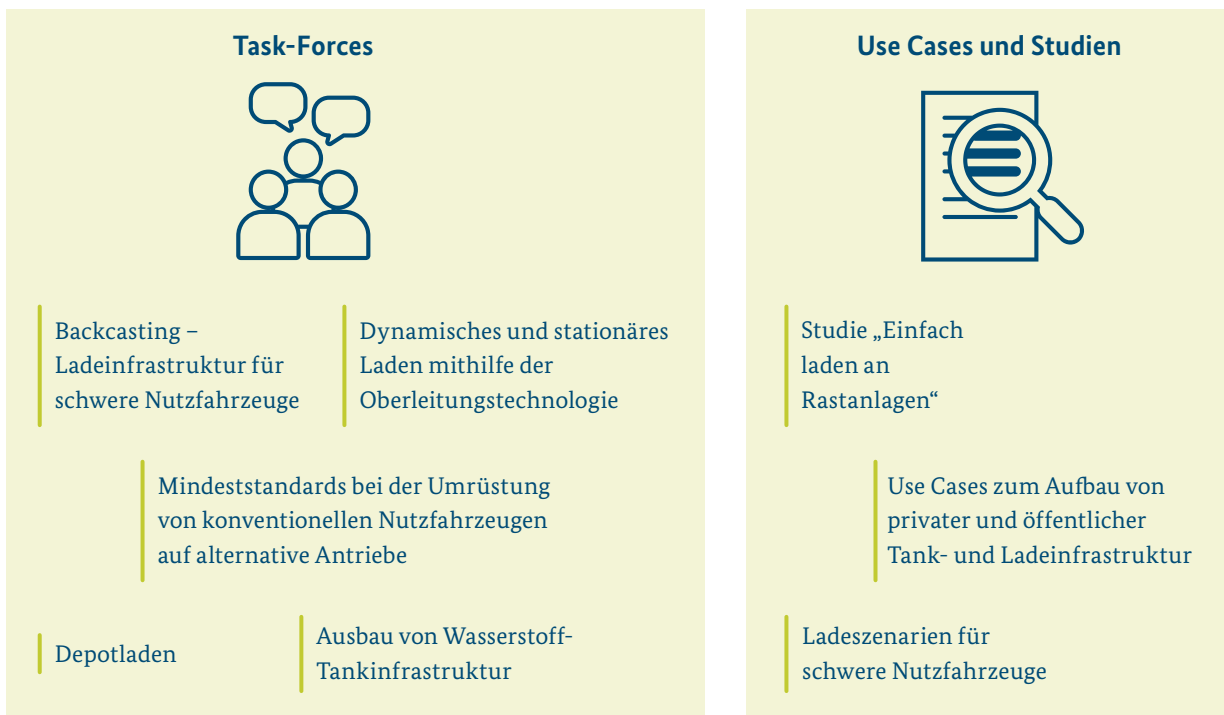 Task-Forces
Backcasting –
Ladeinfrastruktur für
schwere Nutzfahrzeuge
Dynamisches und stationäres
Laden mithilfe der
Oberleitungstechnologie
Mindeststandards bei der Umrüstung
von konventionellen Nutzfahrzeugen
auf alternative Antriebe
Depotladen
Ausbau von Wasserstoff-
Tankinfrastruktur
Use Cases und Studien
Studie „Einfach
laden an
Rastanlagen“
Use Cases zum Aufbau von
privater und öffentlicher
Tank- und Ladeinfrastruktur
Ladeszenarien für
schwere Nutzfahrzeuge